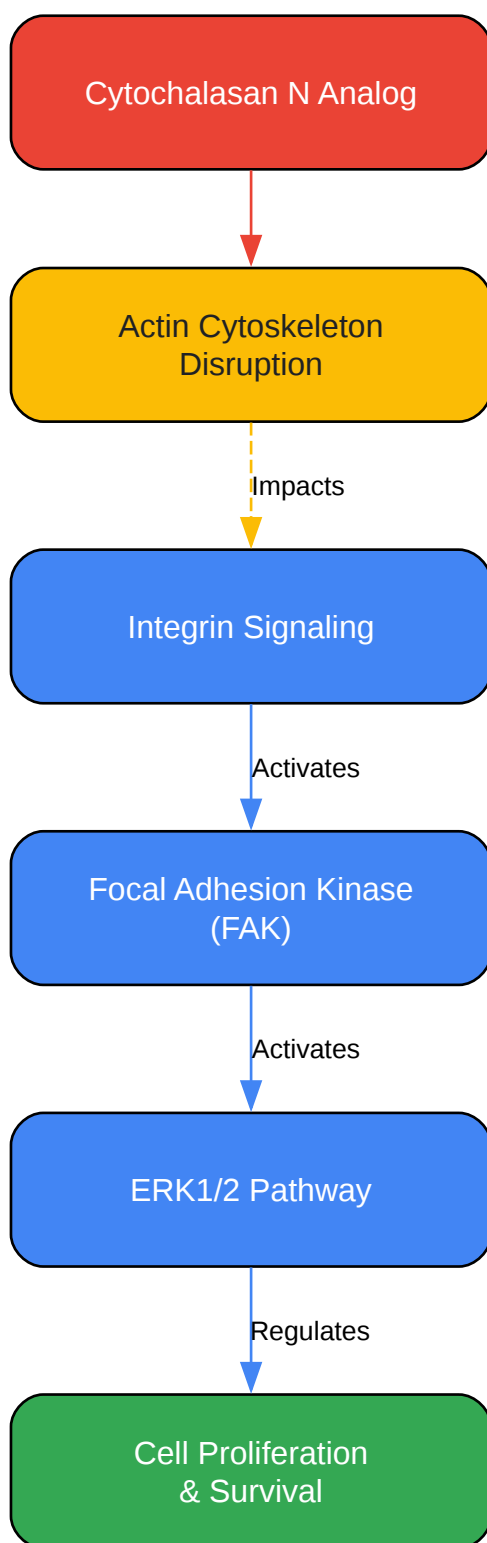 Cytochalasan N Analog
Actin Cytoskeleton
Disruption
Impacts
Integrin Signaling
Activates
Focal Adhesion Kinase
(FAK)
Activates
ERK1/2 Pathway
Regulates
Cell Proliferation
& Survival